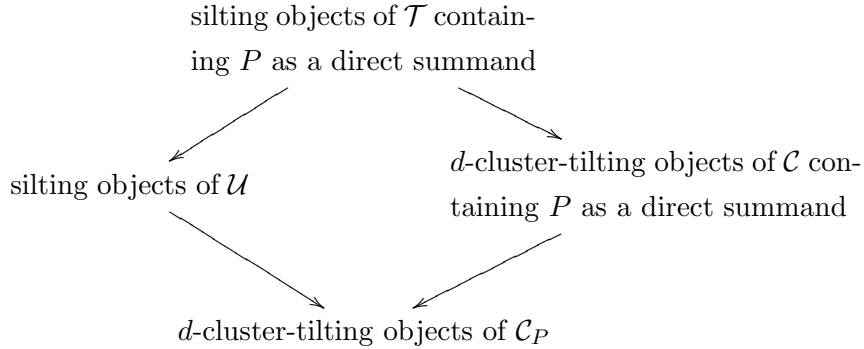 silting objects of 𝒯 contain-
ing P as a direct summand
silting objects of 𝒰
d-cluster-tilting objects of 𝒞 con-
taining P as a direct summand
d-cluster-tilting objects of 𝒞_P